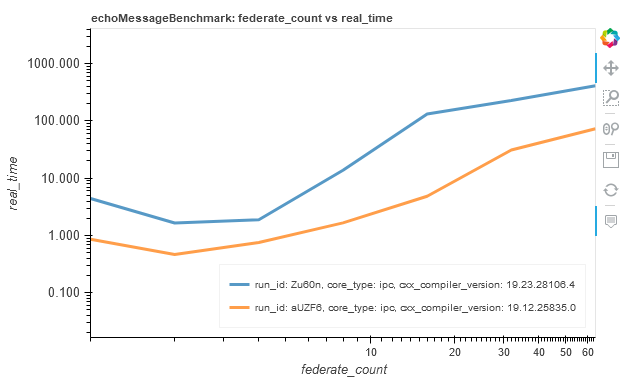 echoMessageBenchmark: federate_count vs real_time
1000.000
100.000
10.000
1.000
0.100
real_time
run_id: Zu60n, core_type: ipc, cxx_compiler_version: 19.23.28106.4
run_id: aUZF6, core_type: ipc, cxx_compiler_version: 19.12.25835.0
10 20 30 40 50 60
federate_count